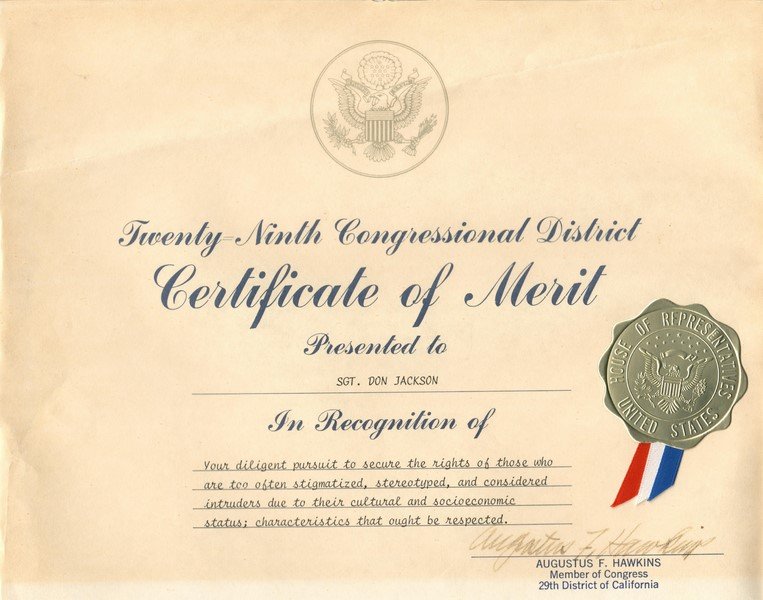 Twenty-Ninth Congressional District
Certificate of Merit
Presented to
SGT. DON JACKSON
In Recognition of
Your diligent pursuit to secure the rights of those who
are too often stigmatized, stereotyped, and considered
intruders due to their cultural and socioeconomic
status; characteristics that ought be respected.
HOUSE OF REPRESENTATIVES
UNITED STATES
Augustus F. Hawkins
AUGUSTUS F. HAWKINS
Member of Congress
29th District of California